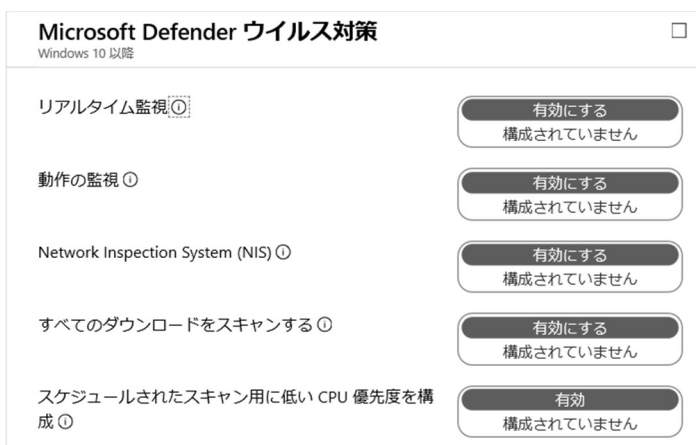 Microsoft Defender ウイルス対策
Windows 10 以降
リアルタイム監視
有効にする
構成されていません
動作の監視
有効にする
構成されていません
Network Inspection System (NIS)
有効にする
構成されていません
すべてのダウンロードをスキャンする
有効にする
構成されていません
スケジュールされたスキャン用に低い CPU 優先度を構
成
有効
構成されていません